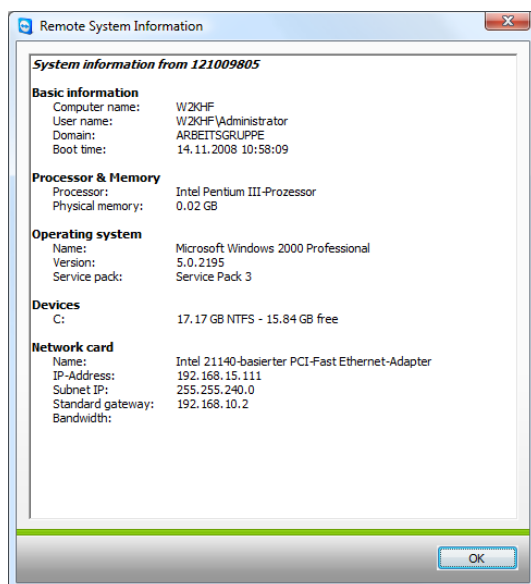 Remote System Information
System information from 121009805
Basic information
Computer name: W2KHF
User name: W2KHF\Administrator
Domain: ARBEITSGRUPPE
Boot time: 14.11.2008 10:58:09
Processor & Memory
Processor: Intel Pentium III-Prozessor
Physical memory: 0.02 GB
Operating system
Name: Microsoft Windows 2000 Professional
Version: 5.0.2195
Service pack: Service Pack 3
Devices
C: 17.17 GB NTFS - 15.84 GB free
Network card
Name: Intel 21140-basierter PCI-Fast Ethernet-Adapter
IP-Address: 192.168.15.111
Subnet IP: 255.255.240.0
Standard gateway: 192.168.10.2
Bandwidth:
OK